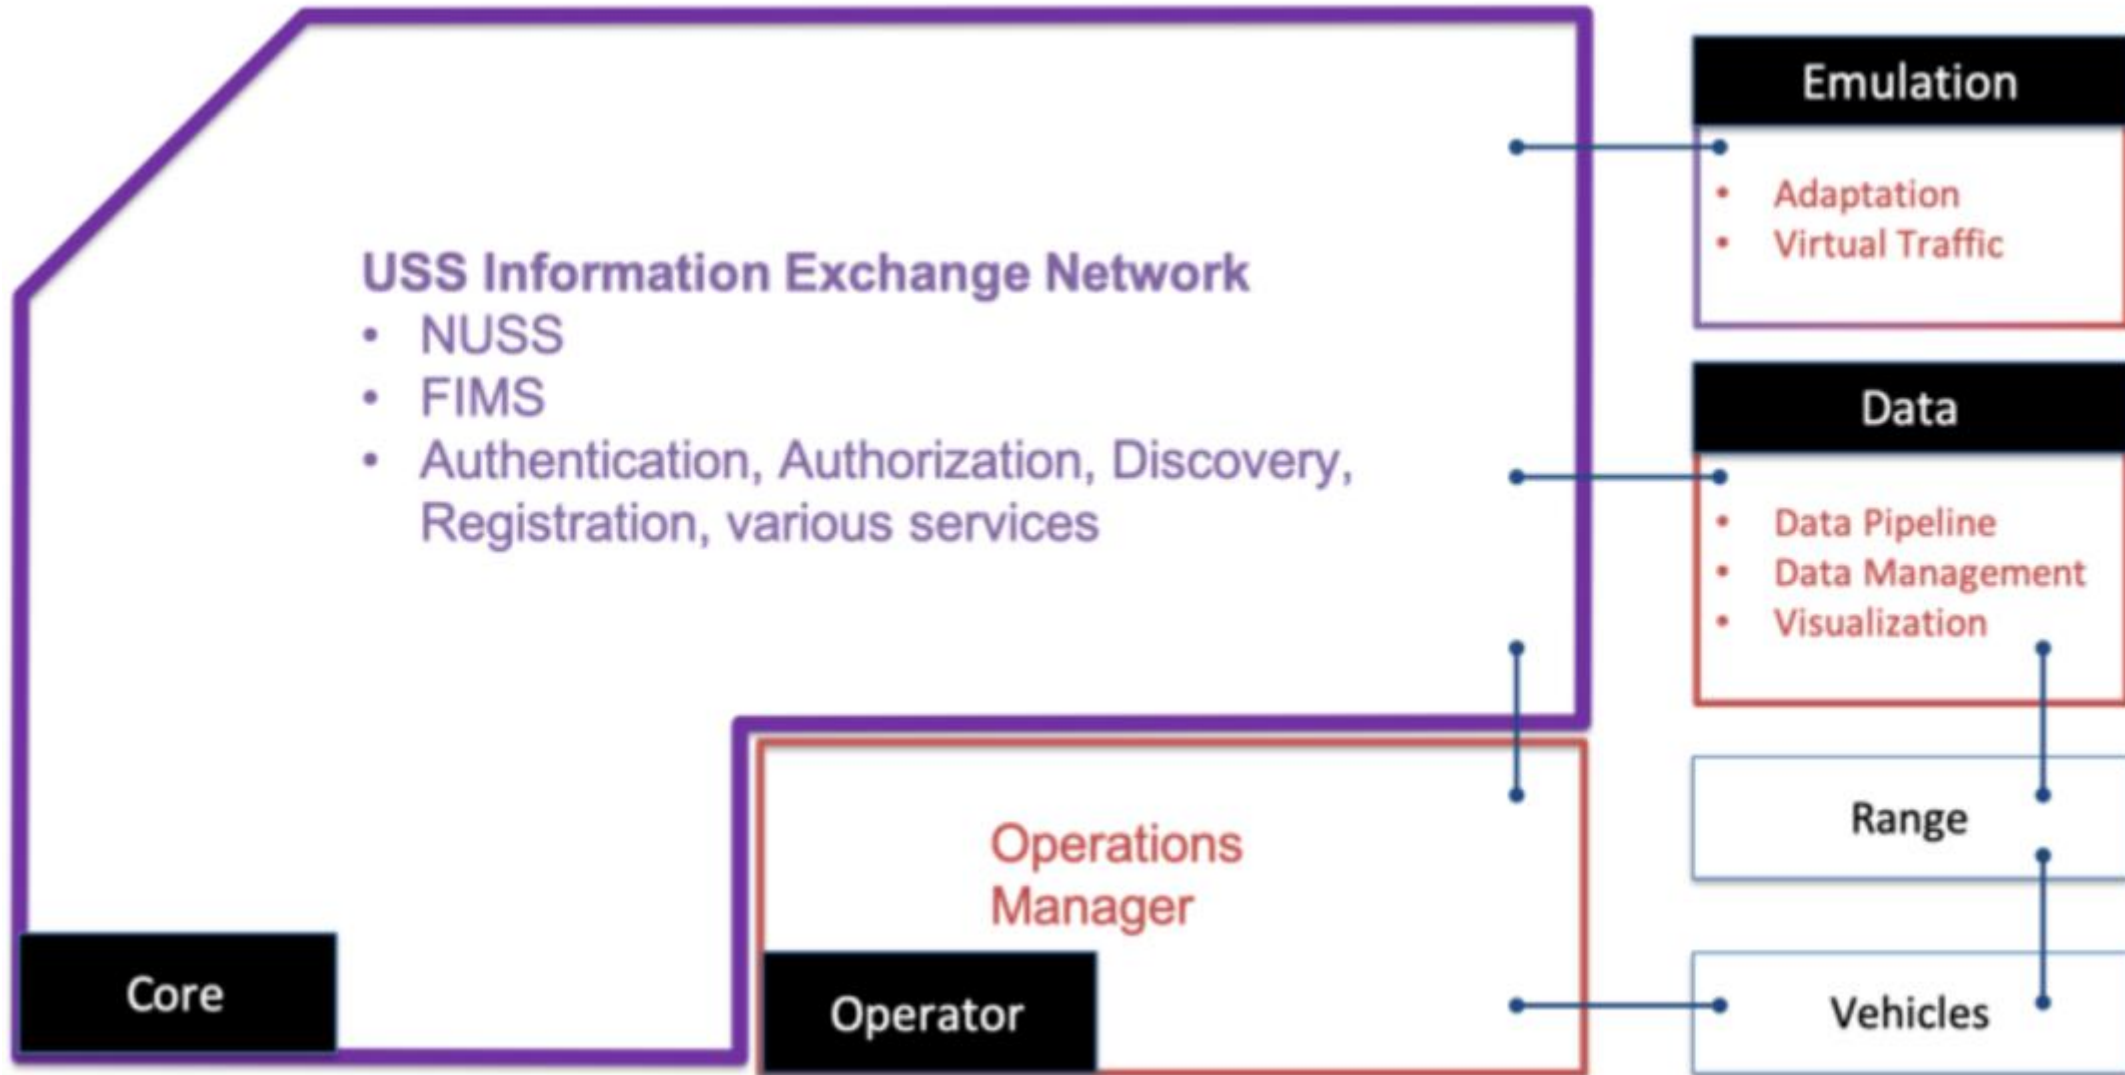 USS Information Exchange Network
• NUSS
• FIMS
• Authentication, Authorization, Discovery,
Registration, various services
Core
Operations
Manager
Operator
Emulation
• Adaptation
• Virtual Traffic
Data
• Data Pipeline
• Data Management
• Visualization
Range
Vehicles